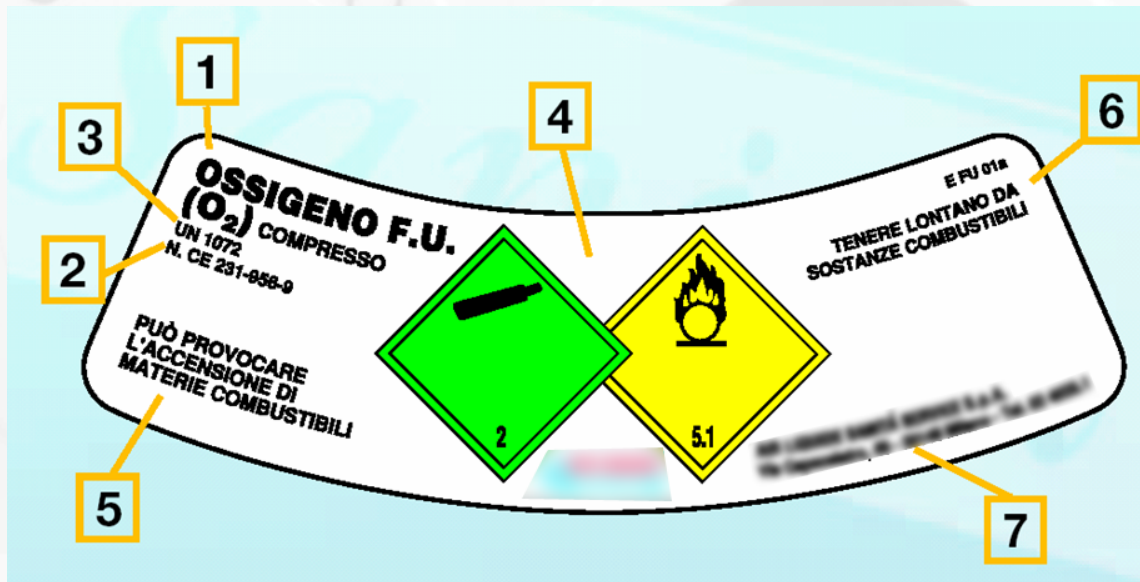 1
3
4
6
OSSIGENO F.U.
(O₂) COMPRESSO
UN 1072
N. CE 231-956-9
2
E FU 01a
TENERE LONTANO DA
SOSTANZE COMBUSTIBILI
PUÒ PROVOCARE
L'ACCENSIONE DI
MATERIE COMBUSTIBILI
2
5.1
5
7